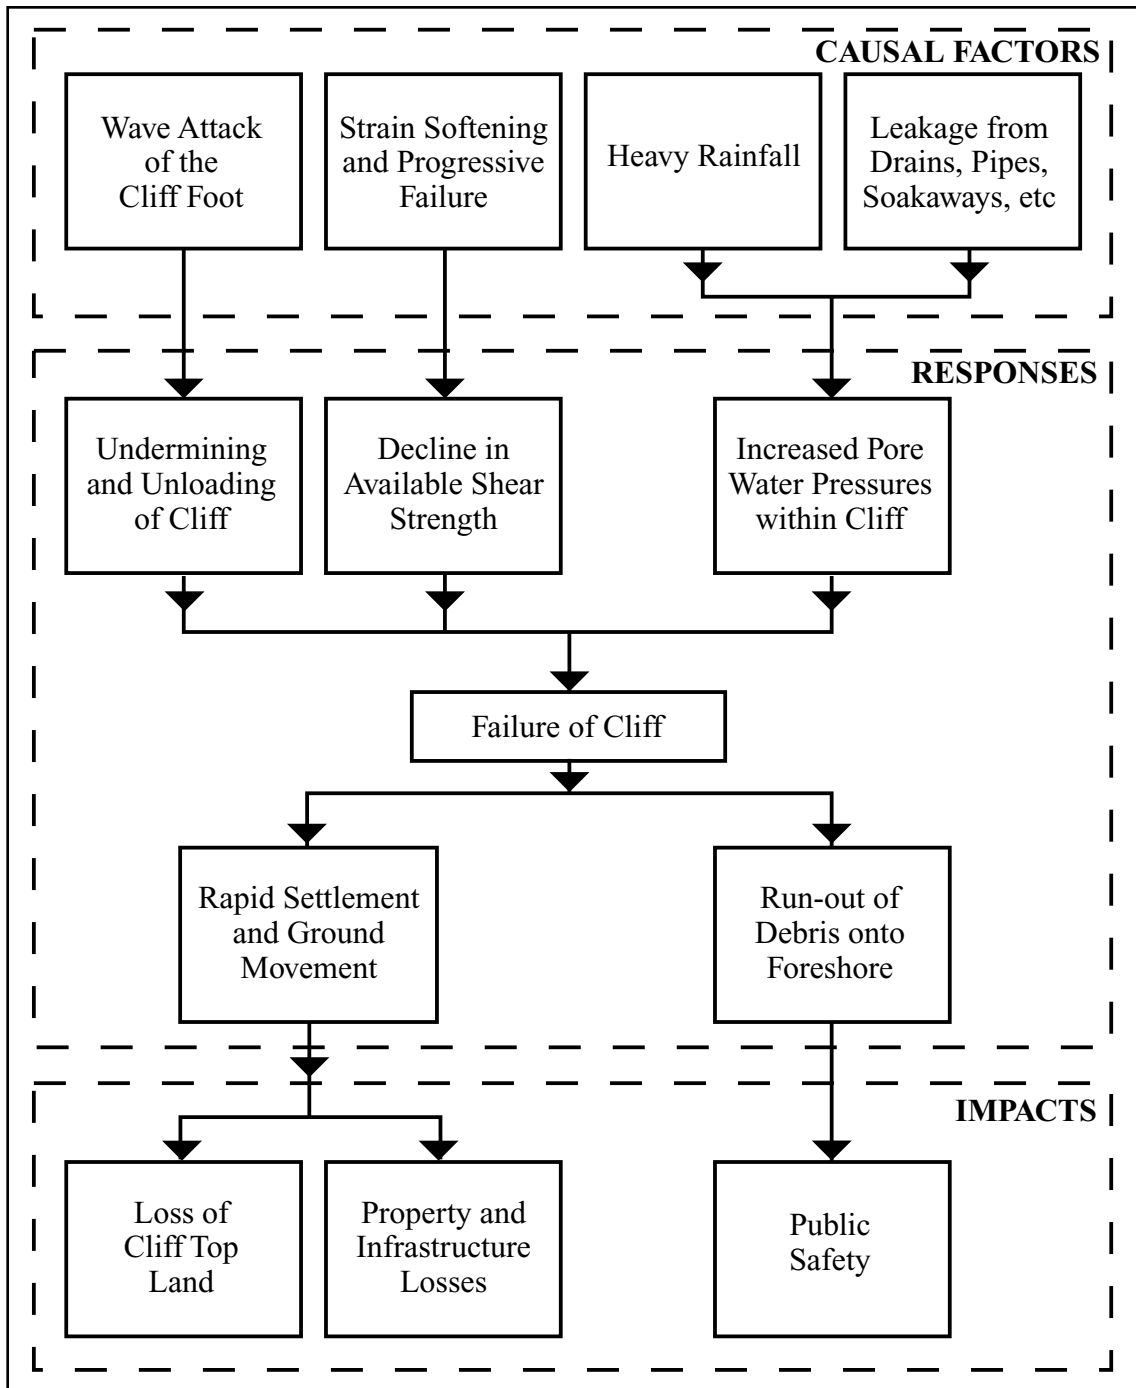 CAUSAL FACTORS
Wave Attack
of the
Cliff Foot
Strain Softening
and Progressive
Failure
Heavy Rainfall
Leakage from
Drains, Pipes,
Soakaways, etc
RESPONSES
Undermining
and Unloading
of Cliff
Decline in
Available Shear
Strength
Increased Pore
Water Pressures
within Cliff
Failure of Cliff
Rapid Settlement
and Ground
Movement
Run-out of
Debris onto
Foreshore
IMPACTS
Loss of
Cliff Top
Land
Property and
Infrastructure
Losses
Public
Safety